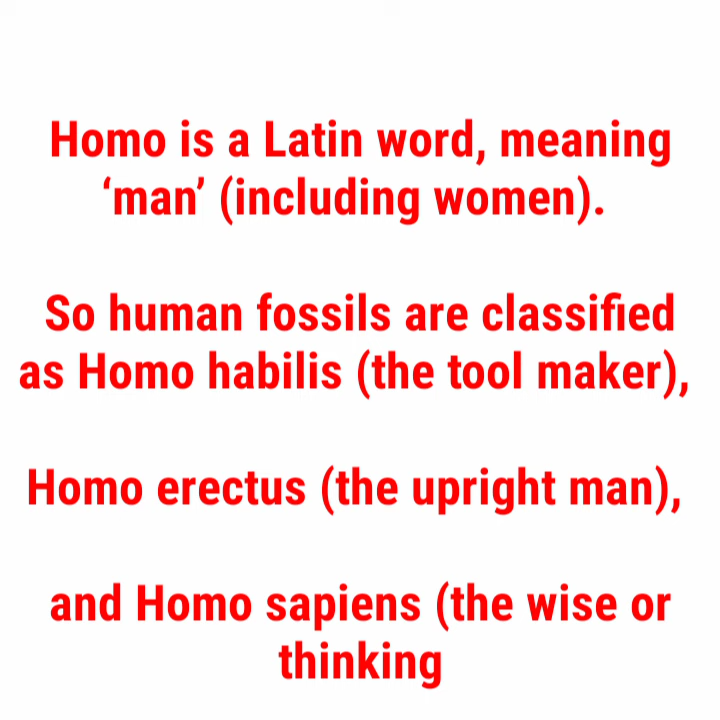 Homo is a Latin word, meaning
‘man’ (including women).
So human fossils are classified
as Homo habilis (the tool maker),
Homo erectus (the upright man),
and Homo sapiens (the wise or
thinking